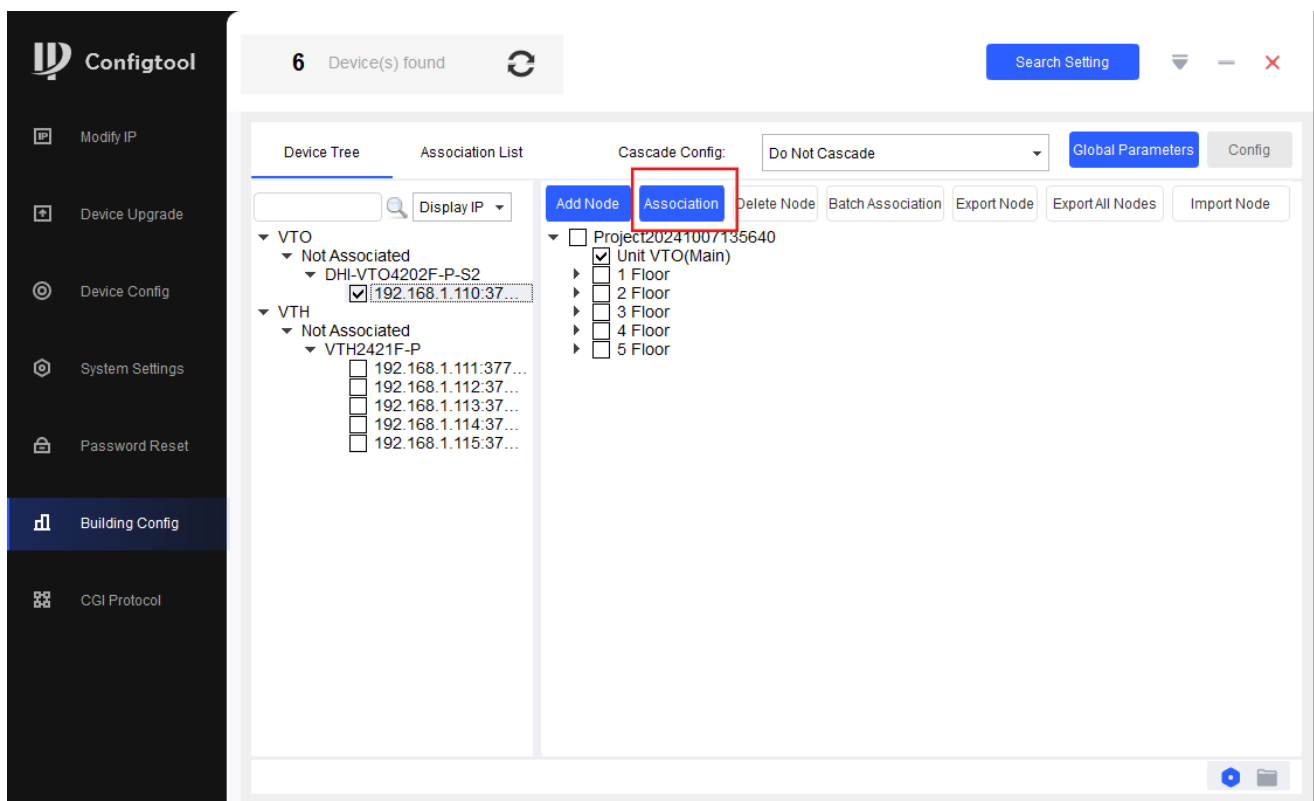 Configtool
6 Device(s) found
Search Setting
Modify IP
Device Upgrade
Device Config
System Settings
Password Reset
Building Config
CGI Protocol
Device Tree
Association List
Cascade Config:
Do Not Cascade
Global Parameters
Config
Display IP
Add Node
Association
Delete Node
Batch Association
Export Node
Export All Nodes
Import Node
VTO
Not Associated
DHI-VTO4202F-P-S2
192.168.1.110:37...
VTH
Not Associated
VTH2421F-P
192.168.1.111:377...
192.168.1.112:37...
192.168.1.113:37...
192.168.1.114:37...
192.168.1.115:37...
Project20241007135640
Unit VTO(Main)
1 Floor
2 Floor
3 Floor
4 Floor
5 Floor